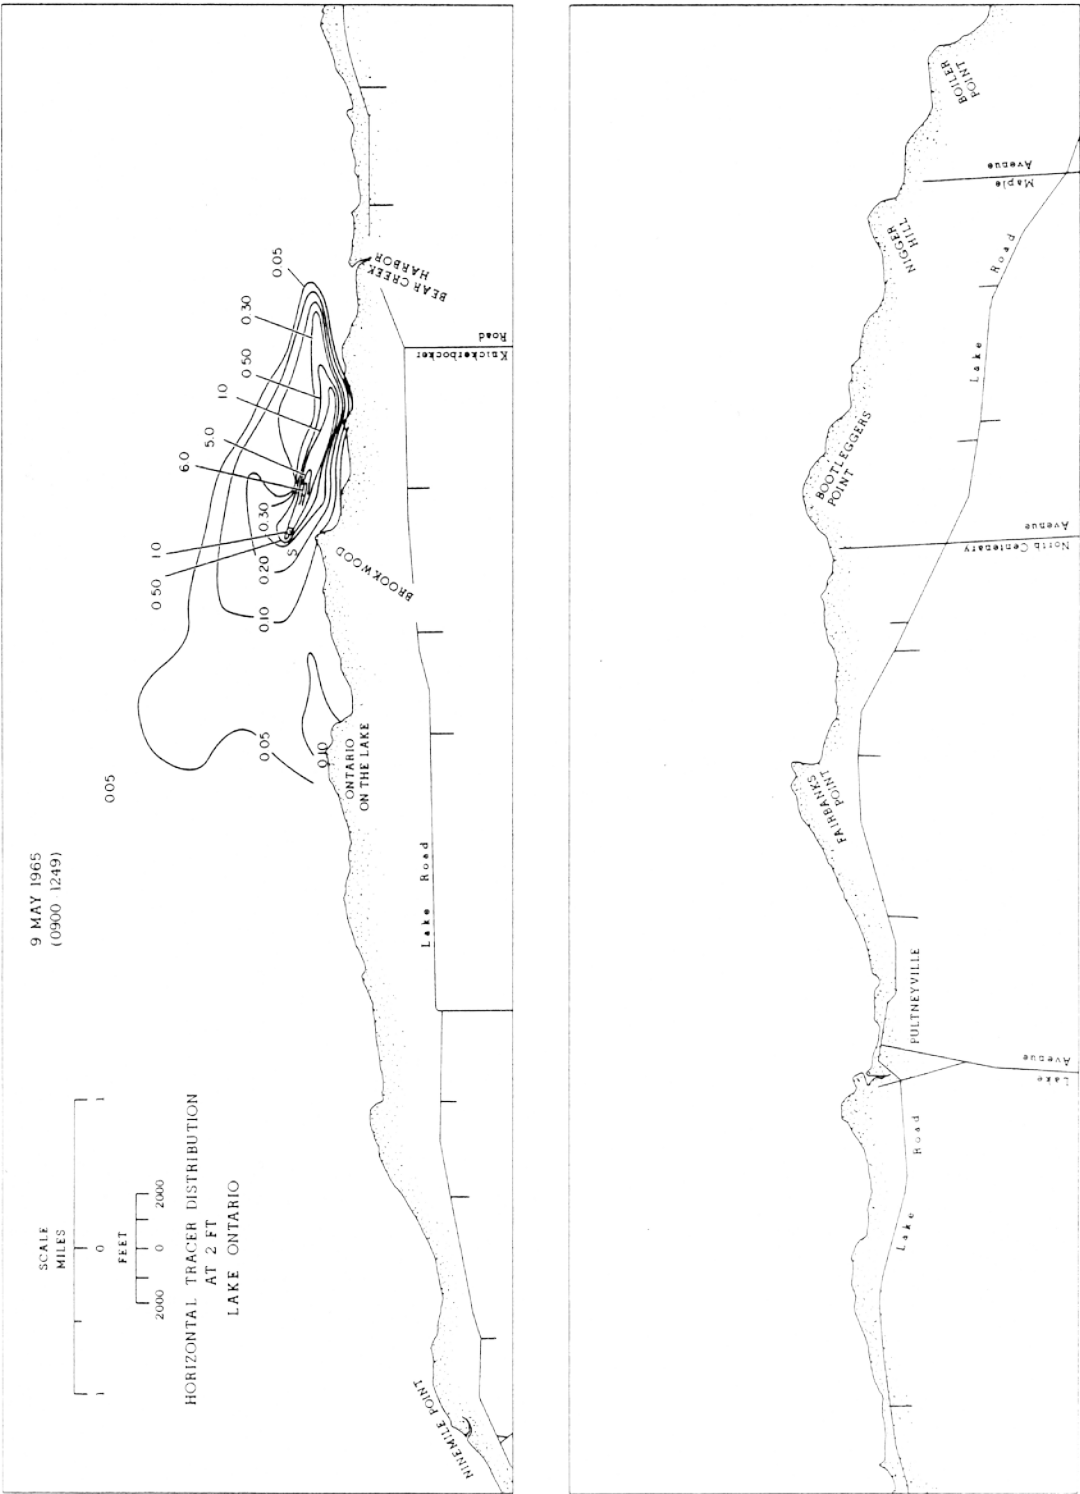 9 MAY 1965
(0900 1249)
SCALE
MILES
1 0 1
FEET
2000 0 2000
HORIZONTAL TRACER DISTRIBUTION
AT 2 FT
LAKE ONTARIO
0.05
0.05
0.10
0.10
0.20
0.50
1.0
0.30
6.0
5.0
1.0
0.50
0.30
0.05
S
NINEMILE POINT
ONTARIO
ON THE LAKE
BROOKWOOD
BEAR CREEK
HARBOR
Lake Road
Knickerbocker
Road
PULTNEYVILLE
FAIRBANKS
POINT
BOOTLEGGERS
POINT
NIGGER
HILL
BOILER
POINT
Lake Road
Lake
Avenue
North Centenary
Avenue
Lake Road
Maple
Avenue